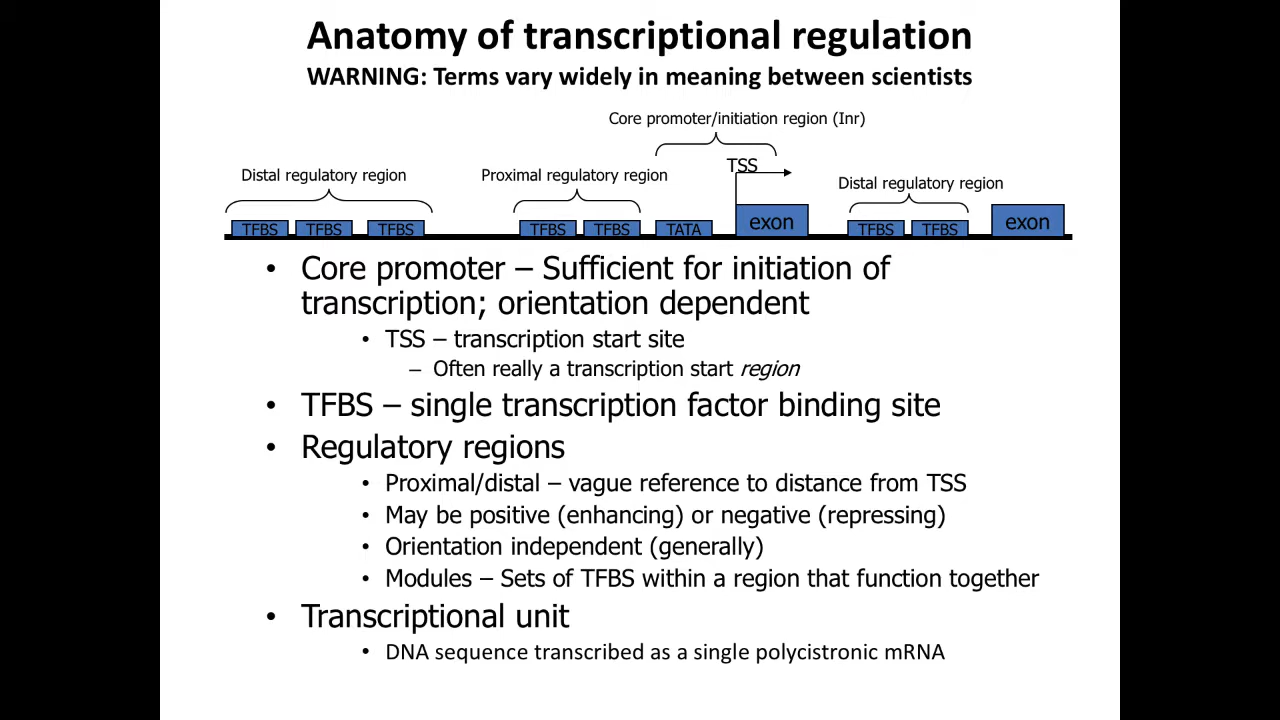 Anatomy of transcriptional regulation
WARNING: Terms vary widely in meaning between scientists
Core promoter/initiation region (Inr)
TSS
Distal regulatory region
Proximal regulatory region
Distal regulatory region
TFBS TFBS TFBS TFBS TFBS TATA exon TFBS TFBS exon
• Core promoter – Sufficient for initiation of
transcription; orientation dependent
• TSS – transcription start site
– Often really a transcription start region
• TFBS – single transcription factor binding site
• Regulatory regions
• Proximal/distal – vague reference to distance from TSS
• May be positive (enhancing) or negative (repressing)
• Orientation independent (generally)
• Modules – Sets of TFBS within a region that function together
• Transcriptional unit
• DNA sequence transcribed as a single polycistronic mRNA